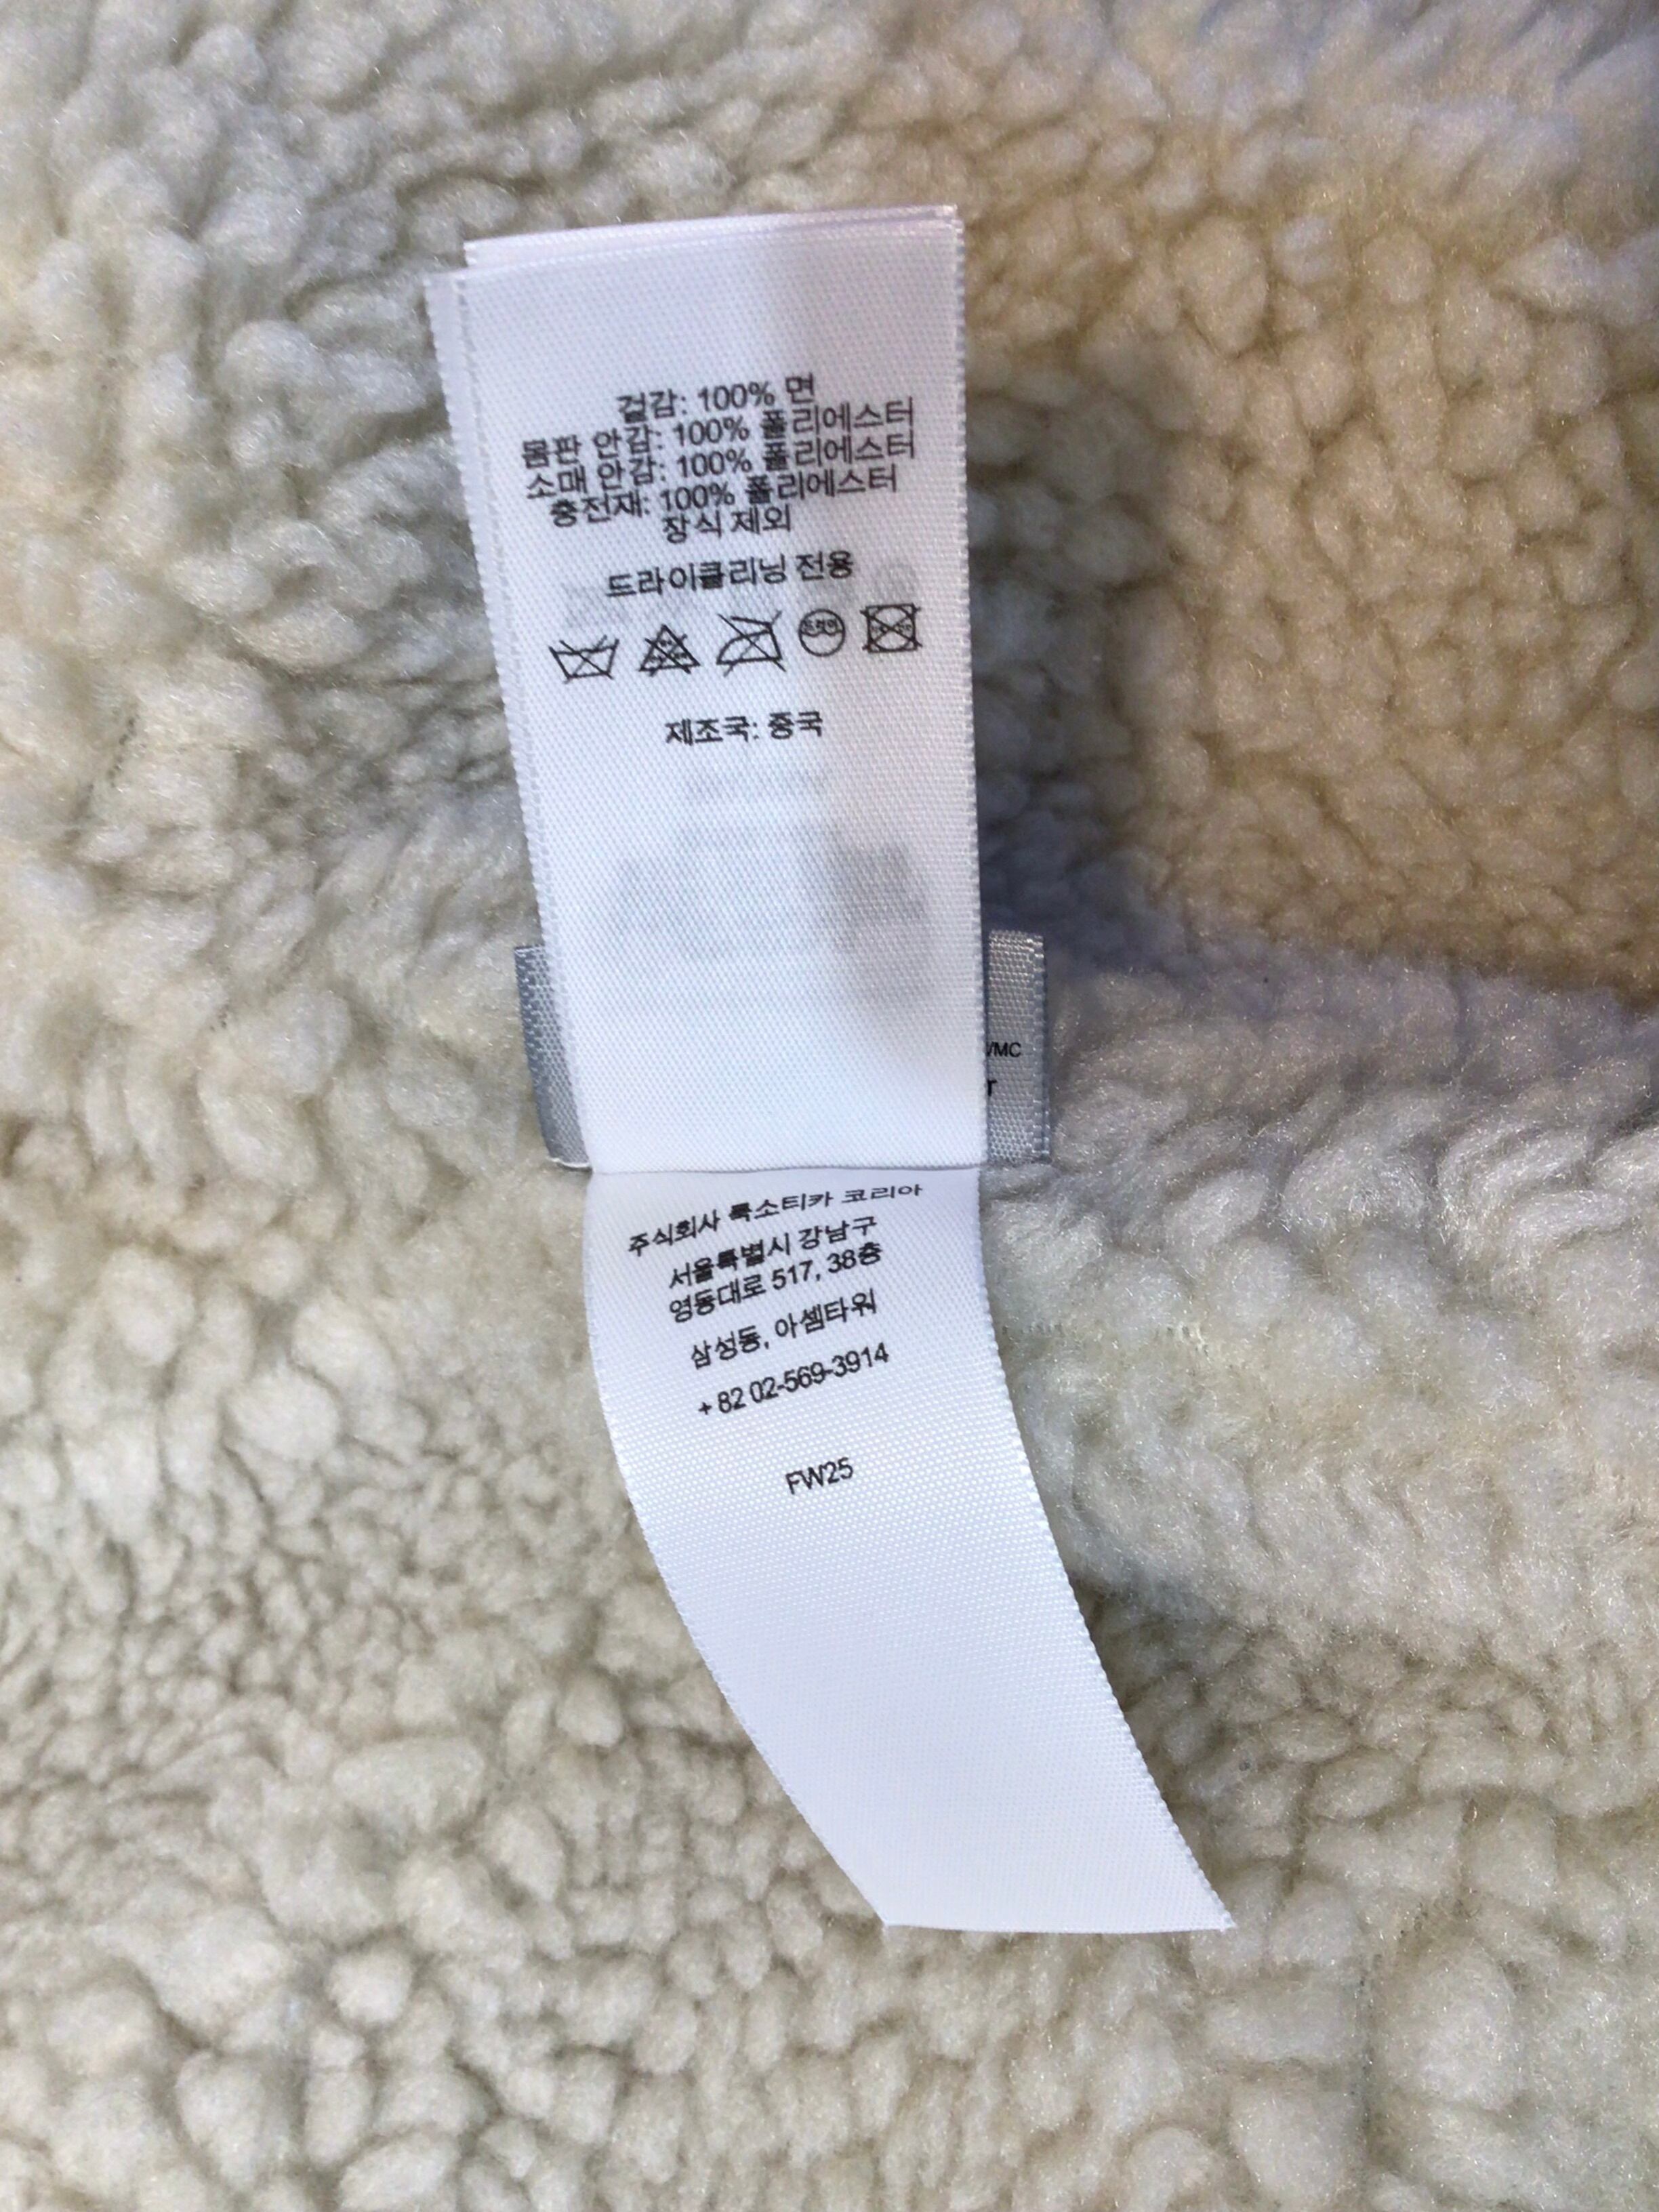 겉감: 100% 면
몸판 안감: 100% 폴리에스터
소매 안감: 100% 폴리에스터
충전재: 100% 폴리에스터
장식 제외
드라이클리닝 전용
제조국: 중국
/MC
T
주식회사 룩소티카 코리아
서울특별시 강남구
영동대로 517, 38층
삼성동, 아셈타워
+ 82 02-569-3914
FW25